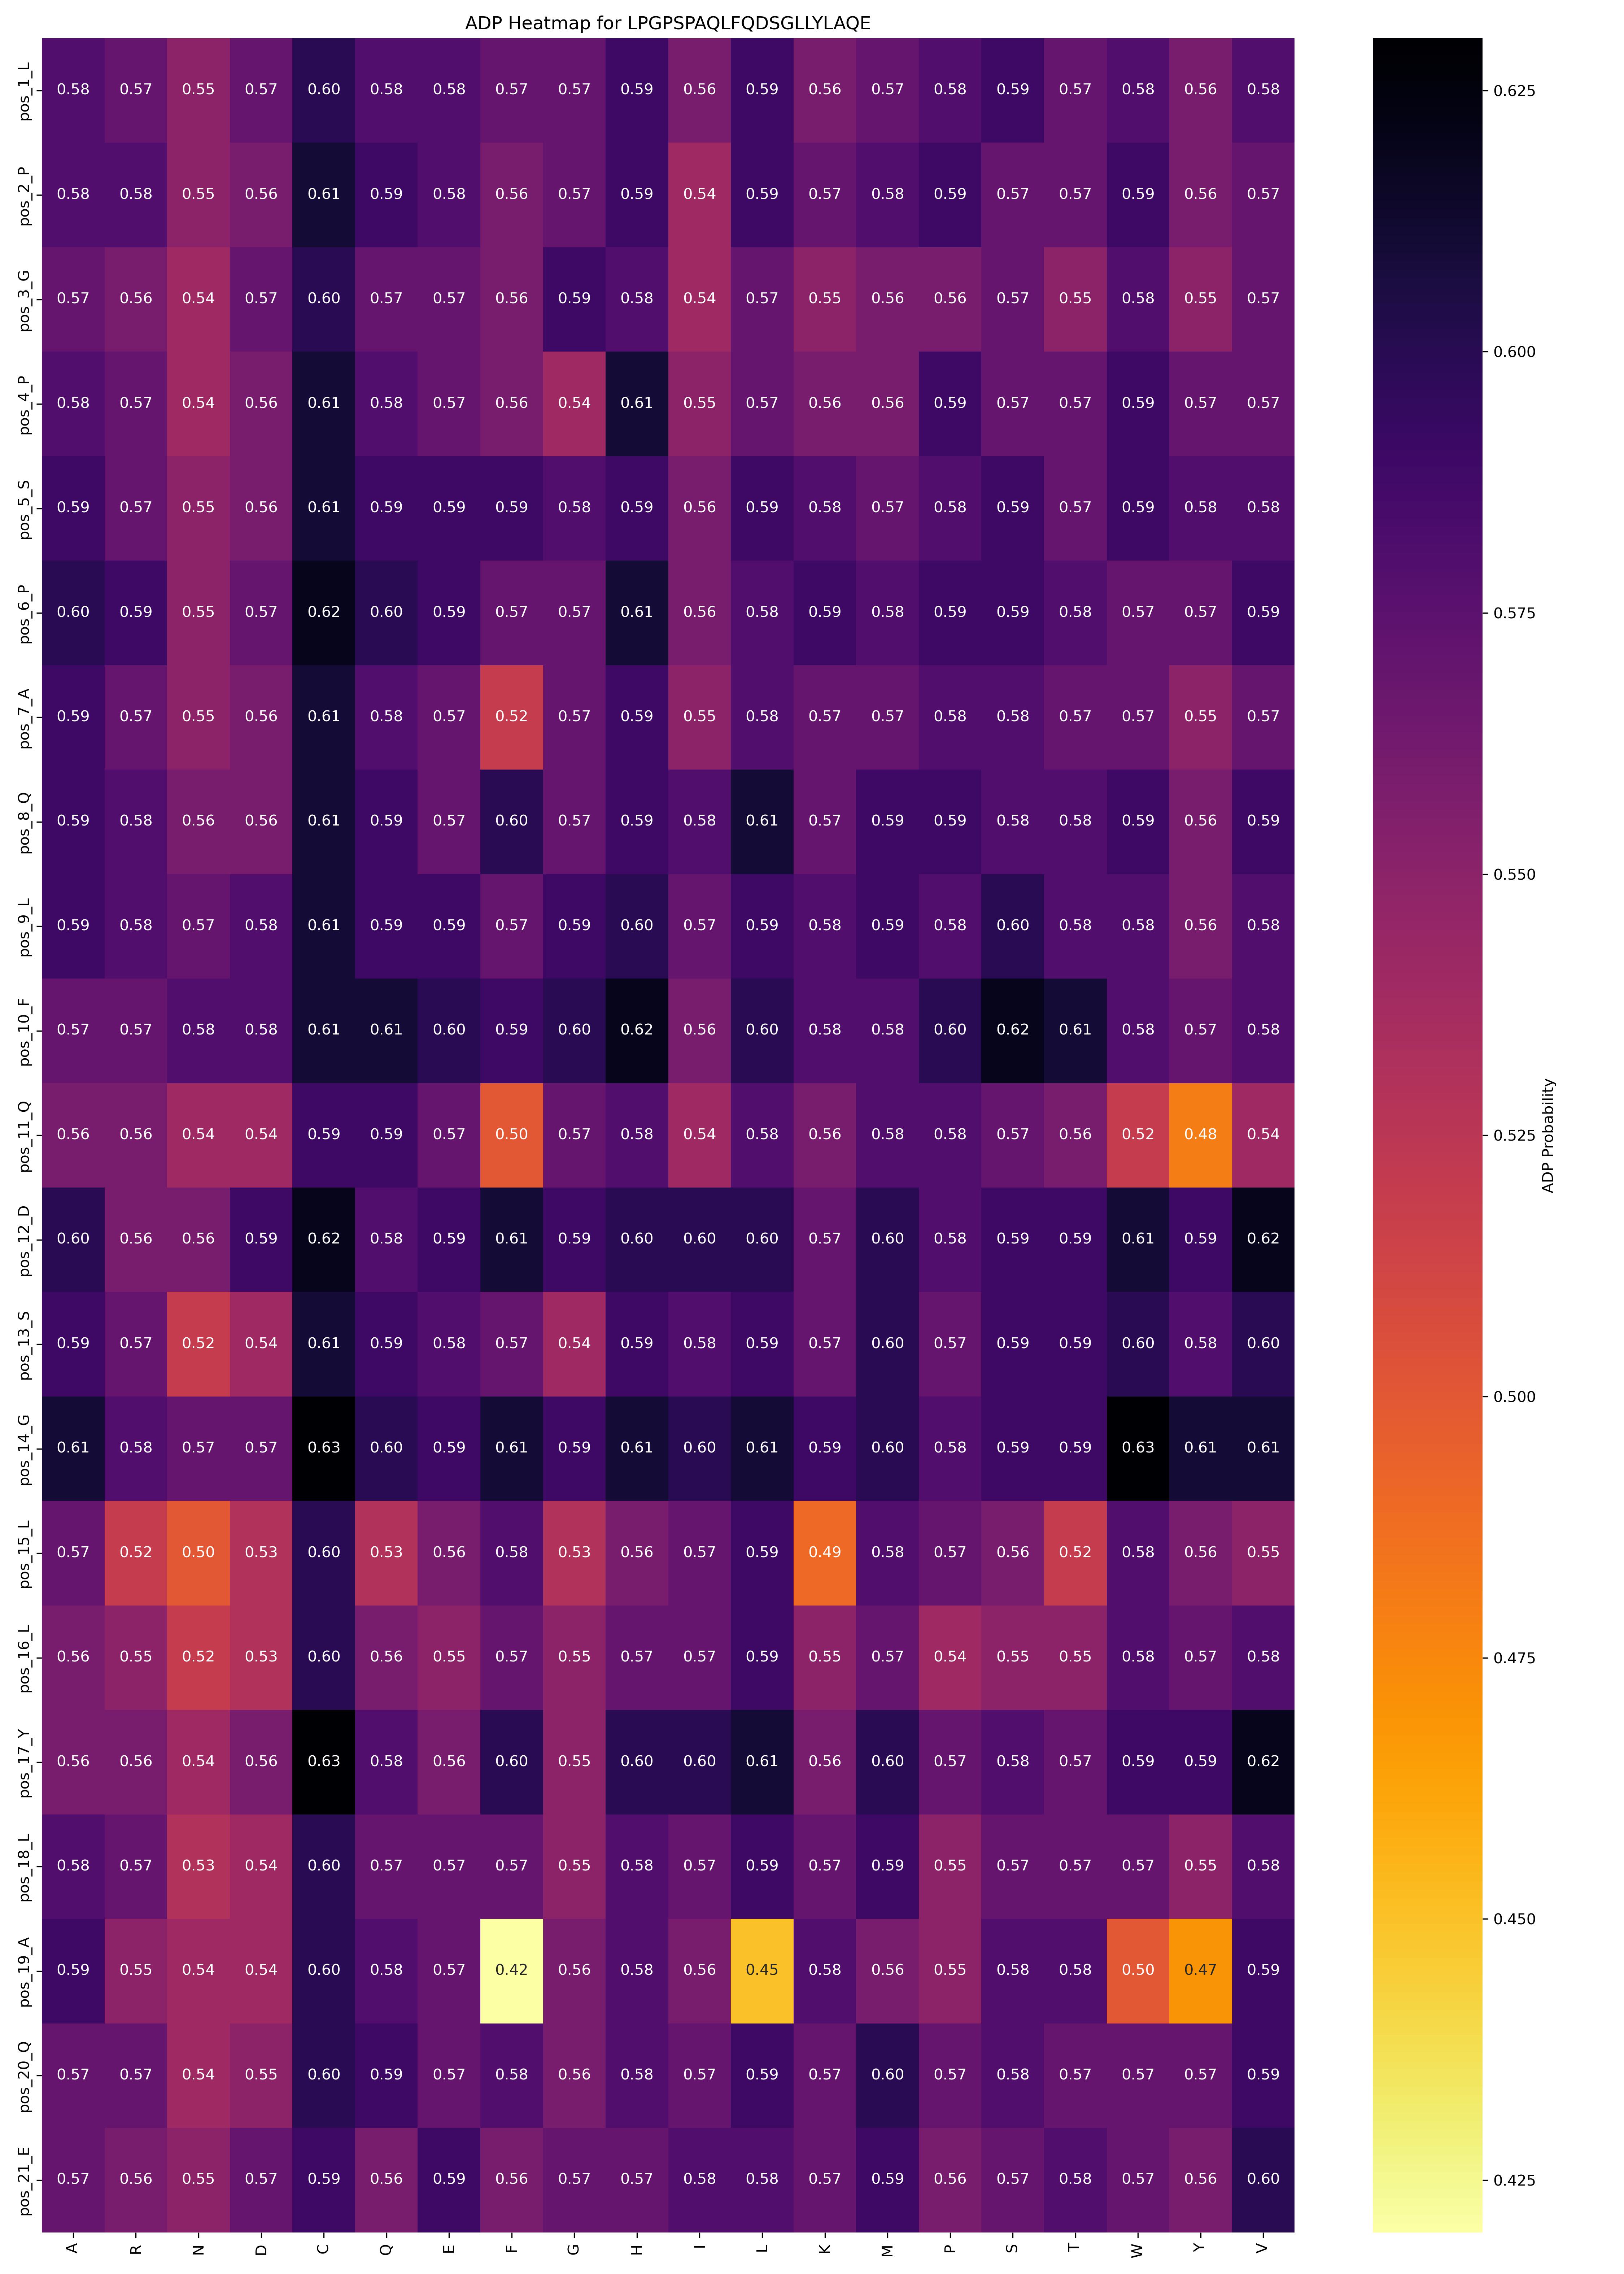 ADP Heatmap for LPGPSPAQLFQDSGLLYLAQE
pos_1_L 0.58 0.57 0.55 0.57 0.60 0.58 0.58 0.57 0.57 0.59 0.56 0.59 0.56 0.57 0.58 0.59 0.57 0.58 0.56 0.58
pos_2_P 0.58 0.58 0.55 0.56 0.61 0.59 0.58 0.56 0.57 0.59 0.54 0.59 0.57 0.58 0.59 0.57 0.57 0.59 0.56 0.57
pos_3_G 0.57 0.56 0.54 0.57 0.60 0.57 0.57 0.56 0.59 0.58 0.54 0.57 0.55 0.56 0.56 0.57 0.55 0.58 0.55 0.57
pos_4_P 0.58 0.57 0.54 0.56 0.61 0.58 0.57 0.56 0.54 0.61 0.55 0.57 0.56 0.56 0.59 0.57 0.57 0.59 0.57 0.57
pos_5_S 0.59 0.57 0.55 0.56 0.61 0.59 0.59 0.59 0.58 0.59 0.56 0.59 0.58 0.57 0.58 0.59 0.57 0.59 0.58 0.58
pos_6_P 0.60 0.59 0.55 0.57 0.62 0.60 0.59 0.57 0.57 0.61 0.56 0.58 0.59 0.58 0.59 0.59 0.58 0.57 0.57 0.59
pos_7_A 0.59 0.57 0.55 0.56 0.61 0.58 0.57 0.52 0.57 0.59 0.55 0.58 0.57 0.57 0.58 0.58 0.57 0.57 0.55 0.57
pos_8_Q 0.59 0.58 0.56 0.56 0.61 0.59 0.57 0.60 0.57 0.59 0.58 0.61 0.57 0.59 0.59 0.58 0.58 0.59 0.56 0.59
pos_9_L 0.59 0.58 0.57 0.58 0.61 0.59 0.59 0.57 0.59 0.60 0.57 0.59 0.58 0.59 0.58 0.60 0.58 0.58 0.56 0.58
pos_10_F 0.57 0.57 0.58 0.58 0.61 0.61 0.60 0.59 0.60 0.62 0.56 0.60 0.58 0.58 0.60 0.62 0.61 0.58 0.57 0.58
pos_11_Q 0.56 0.56 0.54 0.54 0.59 0.59 0.57 0.50 0.57 0.58 0.54 0.58 0.56 0.58 0.58 0.57 0.56 0.52 0.48 0.54
pos_12_D 0.60 0.56 0.56 0.59 0.62 0.58 0.59 0.61 0.59 0.60 0.60 0.60 0.57 0.60 0.58 0.59 0.59 0.61 0.59 0.62
pos_13_S 0.59 0.57 0.52 0.54 0.61 0.59 0.58 0.57 0.54 0.59 0.58 0.59 0.57 0.60 0.57 0.59 0.59 0.60 0.58 0.60
pos_14_G 0.61 0.58 0.57 0.57 0.63 0.60 0.59 0.61 0.59 0.61 0.60 0.61 0.59 0.60 0.58 0.59 0.59 0.63 0.61 0.61
pos_15_L 0.57 0.52 0.50 0.53 0.60 0.53 0.56 0.58 0.53 0.56 0.57 0.59 0.49 0.58 0.57 0.56 0.52 0.58 0.56 0.55
pos_16_L 0.56 0.55 0.52 0.53 0.60 0.56 0.55 0.57 0.55 0.57 0.57 0.59 0.55 0.57 0.54 0.55 0.55 0.58 0.57 0.58
pos_17_Y 0.56 0.56 0.54 0.56 0.63 0.58 0.56 0.60 0.55 0.60 0.60 0.61 0.56 0.60 0.57 0.58 0.57 0.59 0.59 0.62
pos_18_L 0.58 0.57 0.53 0.54 0.60 0.57 0.57 0.57 0.55 0.58 0.57 0.59 0.57 0.59 0.55 0.57 0.57 0.57 0.55 0.58
pos_19_A 0.59 0.55 0.54 0.54 0.60 0.58 0.57 0.42 0.56 0.58 0.56 0.45 0.58 0.56 0.55 0.58 0.58 0.50 0.47 0.59
pos_20_Q 0.57 0.57 0.54 0.55 0.60 0.59 0.57 0.58 0.56 0.58 0.57 0.59 0.57 0.60 0.57 0.58 0.57 0.57 0.57 0.59
pos_21_E 0.57 0.56 0.55 0.57 0.59 0.56 0.59 0.56 0.57 0.57 0.58 0.58 0.57 0.59 0.56 0.57 0.58 0.57 0.56 0.60
A R N D C Q E F G H I L K M P S T W Y V
0.625
0.600
0.575
0.550
0.525
0.500
0.475
0.450
0.425
ADP Probability